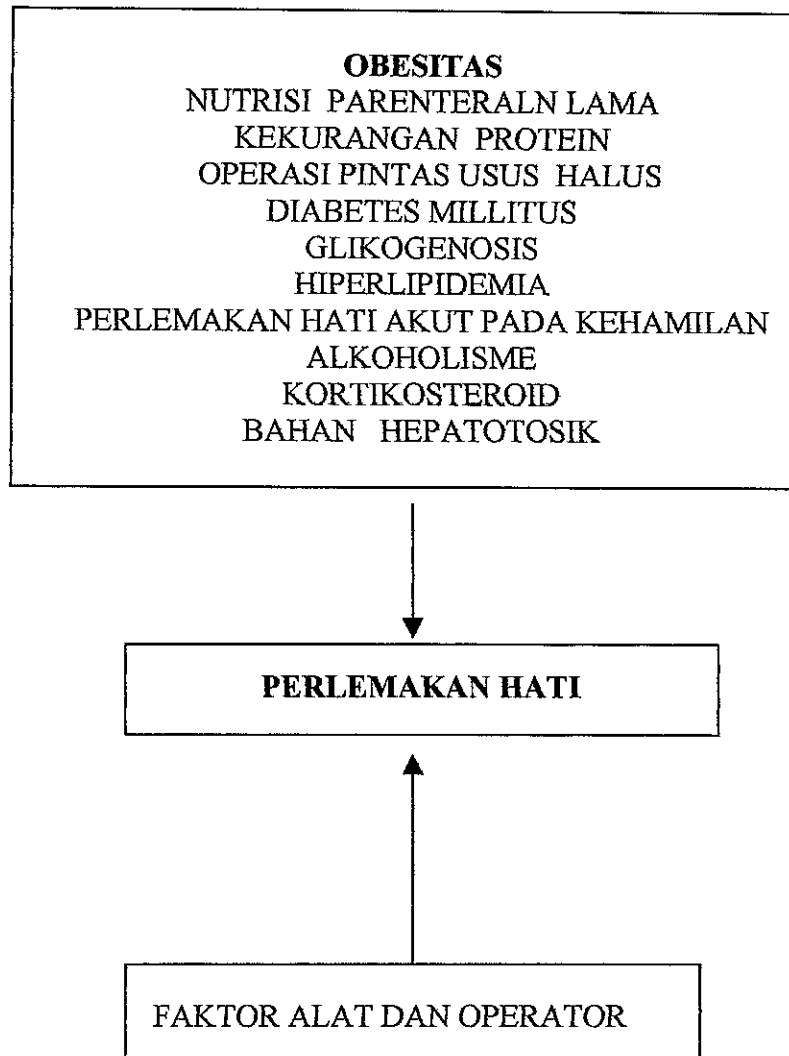 OBESITAS
NUTRISI PARENTERALN LAMA
KEKURANGAN PROTEIN
OPERASI PINTAS USUS HALUS
DIABETES MILLITUS
GLIKOGENOSIS
HIPERLIPIDEMIA
PERLEMAKAN HATI AKUT PADA KEHAMILAN
ALKOHOLISME
KORTIKOSTEROID
BAHAN HEPATOTOSIK
PERLEMAKAN HATI
FAKTOR ALAT DAN OPERATOR